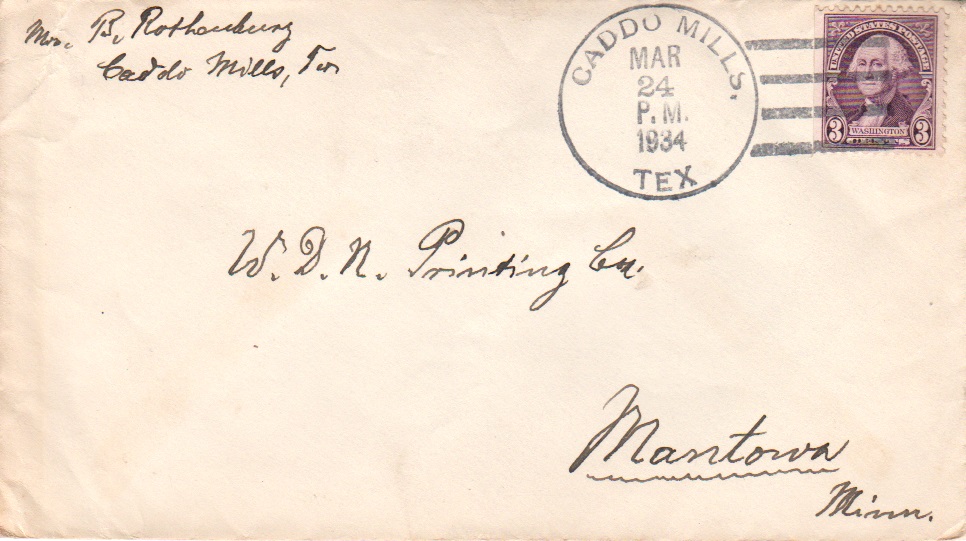 Mrs. B. Rothenburg
Caddo Mills, Tex
CADDO MILLS.
MAR
24
P.M.
1934
TEX
UNITED STATES POSTAGE
3 WASHINGTON 3
CENTS
W. D. N. Printing Co.
Mantowa
Minn.